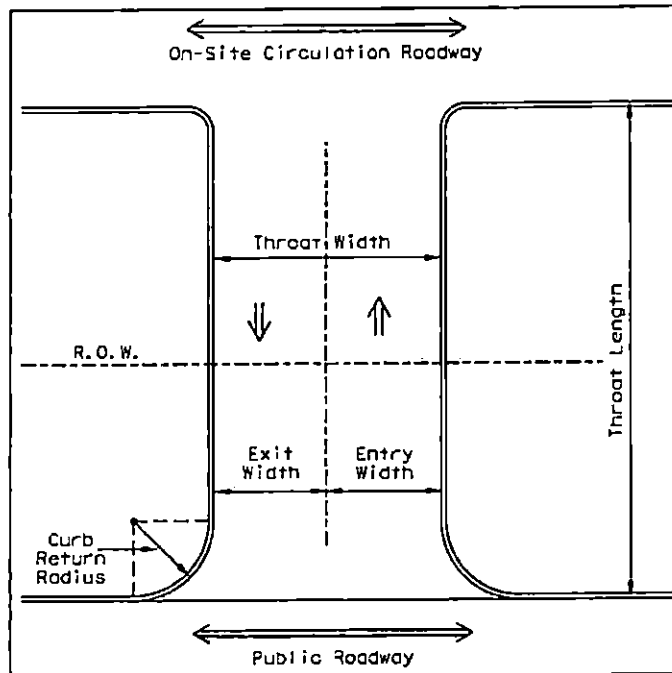 On-Site Circulation Roadway
Throat Width
R.O.W.
Throat Length
Exit
Width
Entry
Width
Curb
Return
Radius
Public Roadway